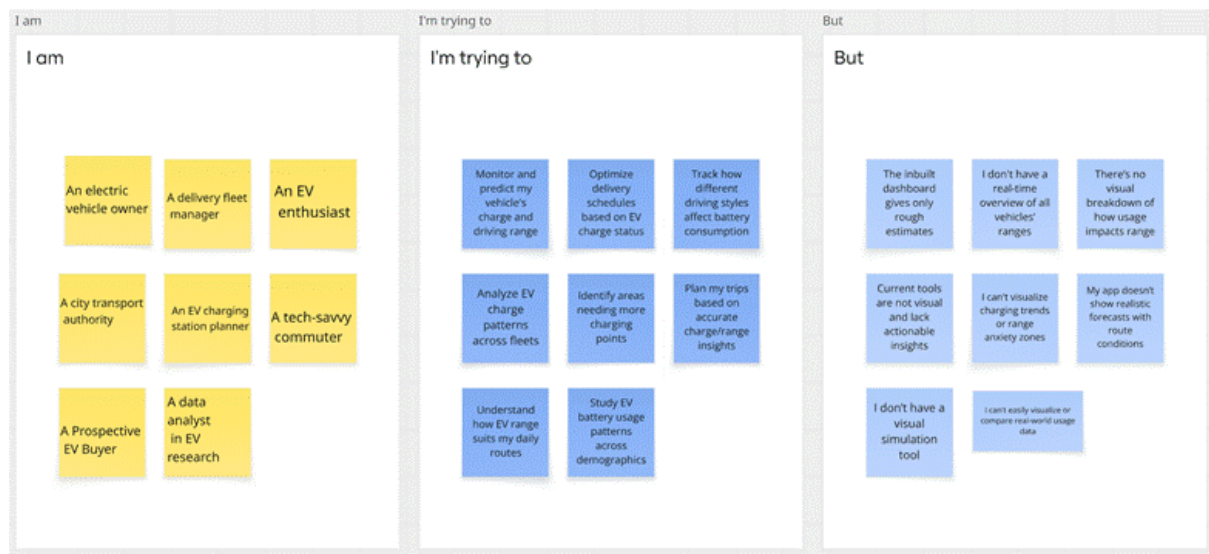 I am
I am
An electric
vehicle owner
A delivery fleet
manager
An EV
enthusiast
A city transport
authority
An EV charging
station planner
A tech-savvy
commuter
A Prospective
EV Buyer
A data
analyst
in EV
research
I'm trying to
I'm trying to
Monitor and
predict my
vehicle's
charge and
driving range
Optimize
delivery
schedules
based on EV
charge status
Track how
different
driving styles
affect battery
consumption
Analyze EV
charge
patterns
across fleets
Identify areas
needing more
charging
points
Plan my trips
based on
accurate
charge/range
insights
Understand
how EV range
suits my daily
routes
Study EV
battery usage
patterns
across
demographics
But
But
The inbuilt
dashboard
gives only
rough
estimates
I don't have a
real-time
overview of all
vehicles'
ranges
There's no
visual
breakdown of
how usage
impacts range
Current tools
are not visual
and lack
actionable
insights
I can't visualize
charging trends
or range
anxiety zones
My app doesn't
show realistic
forecasts with
route
conditions
I don't have a
visual
simulation
tool
I can't easily visualize or
compare real-world usage
data